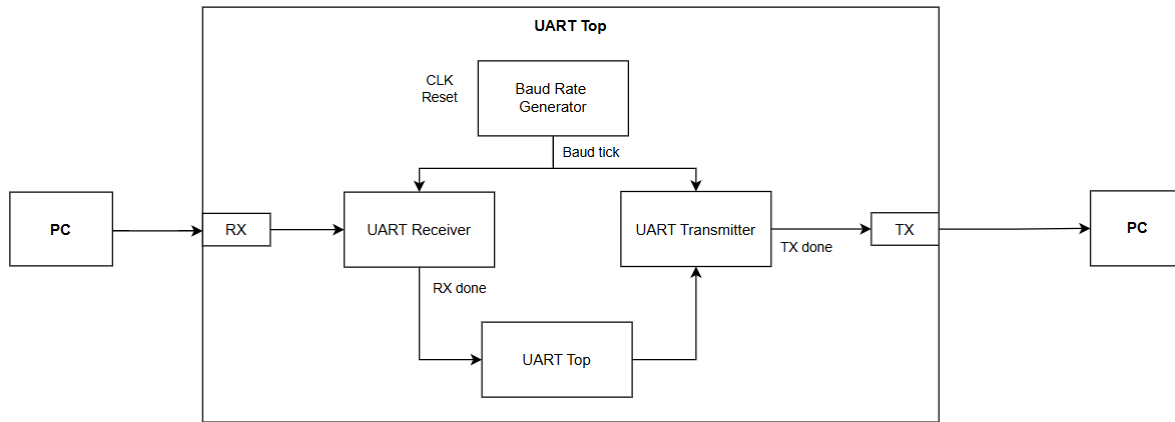 UART Top
CLK
Reset
Baud Rate
Generator
Baud tick
PC
RX
UART Receiver
UART Transmitter
TX
PC
TX done
RX done
UART Top